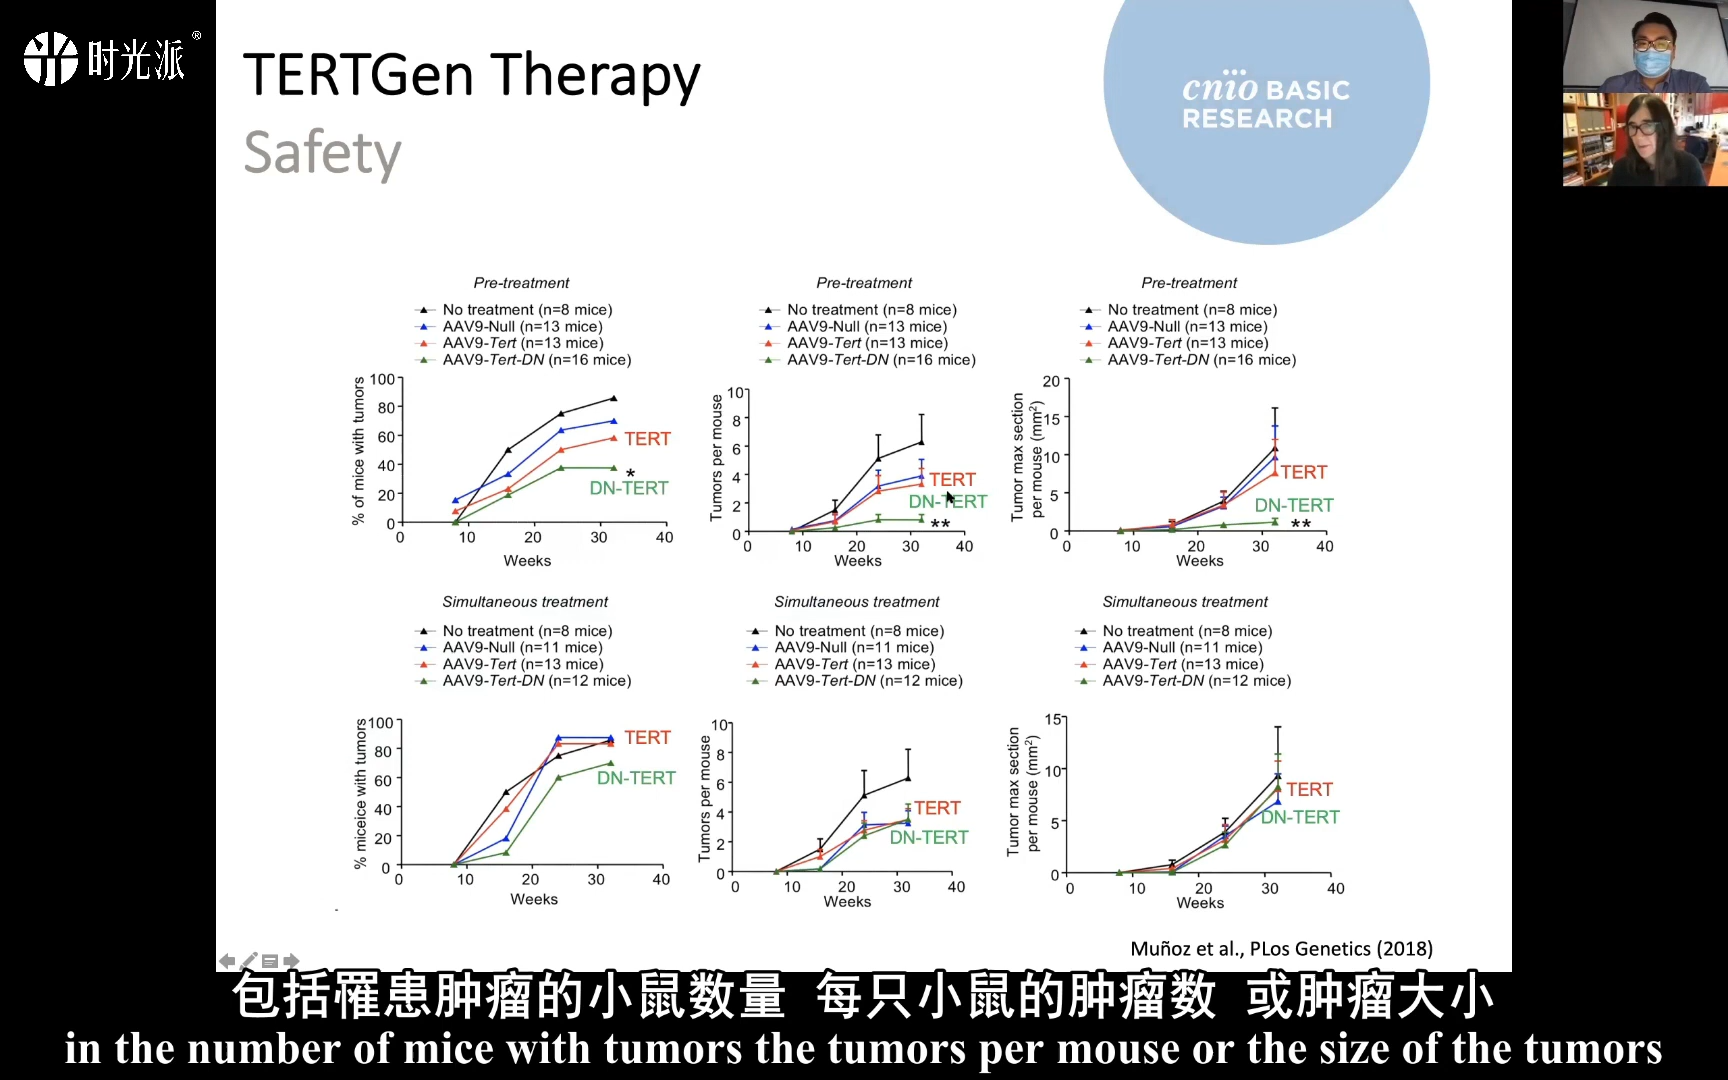 时光派®
TERTGen Therapy
Safety
cnio BASIC
RESEARCH
Pre-treatment
No treatment (n=8 mice)
AAV9-Null (n=13 mice)
AAV9-Tert (n=13 mice)
AAV9-Tert-DN (n=16 mice)
% of mice with tumors
100
80
60
40
20
0
0 10 20 30 40
Weeks
TERT
*
DN-TERT
Pre-treatment
No treatment (n=8 mice)
AAV9-Null (n=13 mice)
AAV9-Tert (n=13 mice)
AAV9-Tert-DN (n=16 mice)
Tumors per mouse
10
8
6
4
2
0
0 10 20 30 40
Weeks
TERT
DN-TERT
**
Pre-treatment
No treatment (n=8 mice)
AAV9-Null (n=13 mice)
AAV9-Tert (n=13 mice)
AAV9-Tert-DN (n=16 mice)
Tumor max section
per mouse (mm²)
20
15
10
5
0
0 10 20 30 40
Weeks
TERT
DN-TERT
**
Simultaneous treatment
No treatment (n=8 mice)
AAV9-Null (n=11 mice)
AAV9-Tert (n=13 mice)
AAV9-Tert-DN (n=12 mice)
% miceice with tumors
100
80
60
40
20
0
0 10 20 30 40
Weeks
TERT
DN-TERT
Simultaneous treatment
No treatment (n=8 mice)
AAV9-Null (n=11 mice)
AAV9-Tert (n=13 mice)
AAV9-Tert-DN (n=12 mice)
Tumors per mouse
10
8
6
4
2
0
0 10 20 30 40
Weeks
TERT
DN-TERT
Simultaneous treatment
No treatment (n=8 mice)
AAV9-Null (n=11 mice)
AAV9-Tert (n=13 mice)
AAV9-Tert-DN (n=12 mice)
Tumor max section
per mouse (mm²)
15
10
5
0
0 10 20 30 40
Weeks
TERT
DN-TERT
Muñoz et al., PLos Genetics (2018)
包括罹患肿瘤的小鼠数量 每只小鼠的肿瘤数 或肿瘤大小
in the number of mice with tumors the tumors per mouse or the size of the tumors